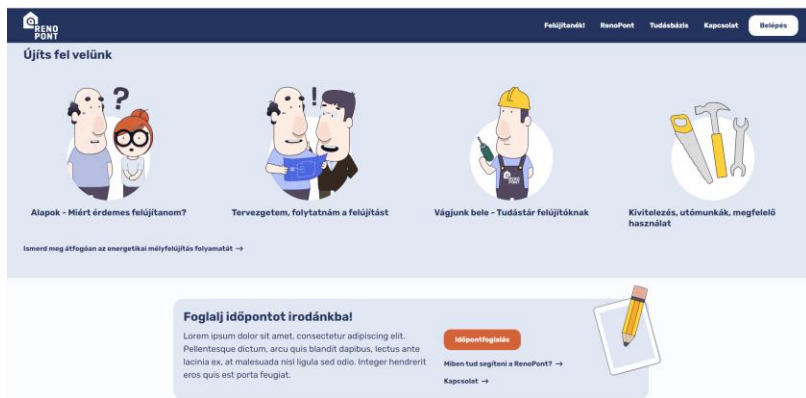 RENO
PONT
Felújítanék! RenoPont Tudásbázis Kapcsolat Belépés
Újíts fel velünk
?
!
RENO
PONT
Alapok - Miért érdemes felújítanom? Tervezgetem, folytatnám a felújítást Vágjunk bele - Tudástár felújítóknak Kivitelezés, utómunkák, megfelelő
használat
Ismerd meg átfogóan az energetikai mélyfelújítás folyamatát →
Foglalj időpontot irodánkba!
Lorem ipsum dolor sit amet, consectetur adipiscing elit.
Pellentesque dictum, arcu quis blandit dapibus, lectus ante
lacinia ex, at malesuada nisl ligula sed odio. Integer hendrerit
eros quis est porta feugiat.
Időpontfoglalás
Miben tud segíteni a RenoPont? →
Kapcsolat →